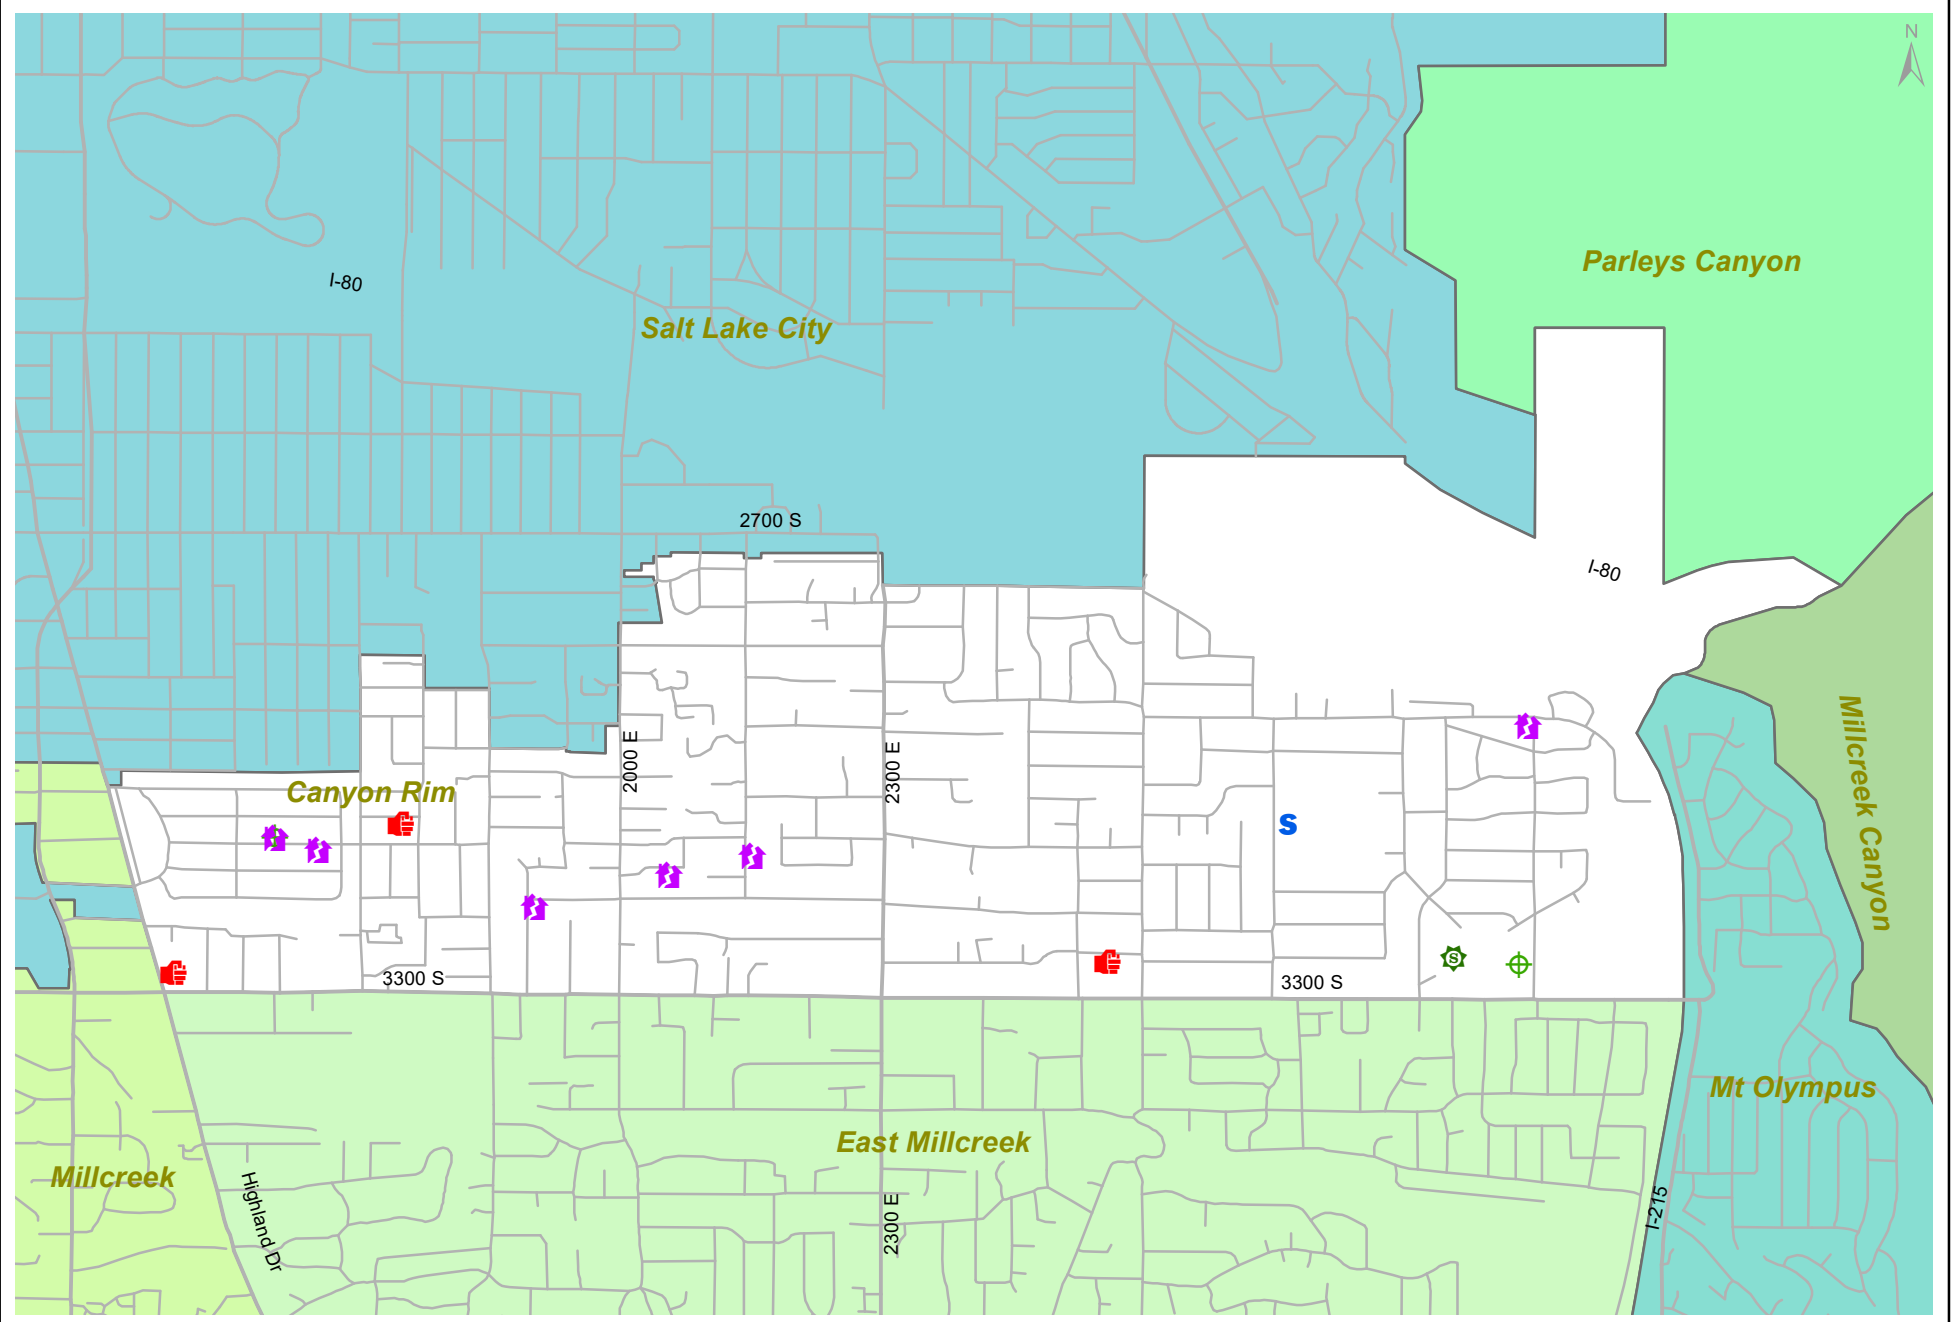 N
Parleys Canyon
I-80
Salt Lake City
2700 S
I-80
2000 E
2300 E
Canyon Rim
Millcreek Canyon
S
S
3300 S
3300 S
Mt Olympus
East Millcreek
Millcreek
Highland Dr
2300 E
I-215